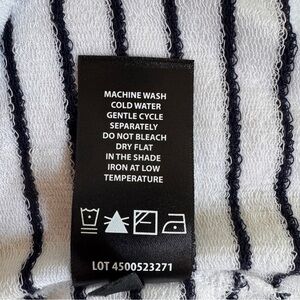 MACHINE WASH
COLD WATER
GENTLE CYCLE
SEPARATELY
DO NOT BLEACH
DRY FLAT
IN THE SHADE
IRON AT LOW
TEMPERATURE
LOT 4500523271